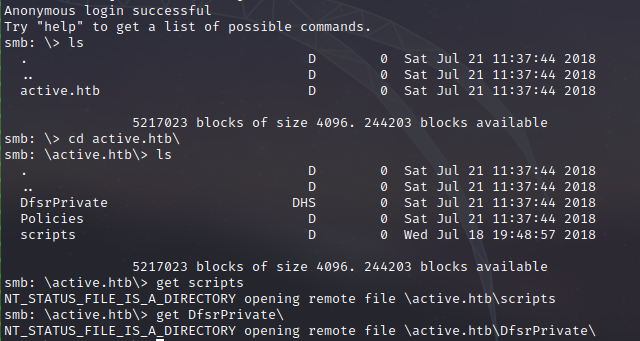 Anonymous login successful
Try "help" to get a list of possible commands.
smb: \> ls
  .                                   D        0  Sat Jul 21 11:37:44 2018
  ..                                  D        0  Sat Jul 21 11:37:44 2018
  active.htb                          D        0  Sat Jul 21 11:37:44 2018
                5217023 blocks of size 4096. 244203 blocks available
smb: \> cd active.htb\
smb: \active.htb\> ls
  .                                   D        0  Sat Jul 21 11:37:44 2018
  ..                                  D        0  Sat Jul 21 11:37:44 2018
  DfsrPrivate                       DHS        0  Sat Jul 21 11:37:44 2018
  Policies                            D        0  Sat Jul 21 11:37:44 2018
  scripts                             D        0  Wed Jul 18 19:48:57 2018
                5217023 blocks of size 4096. 244203 blocks available
smb: \active.htb\> get scripts
NT_STATUS_FILE_IS_A_DIRECTORY opening remote file \active.htb\scripts
smb: \active.htb\> get DfsrPrivate\
NT_STATUS_FILE_IS_A_DIRECTORY opening remote file \active.htb\DfsrPrivate\